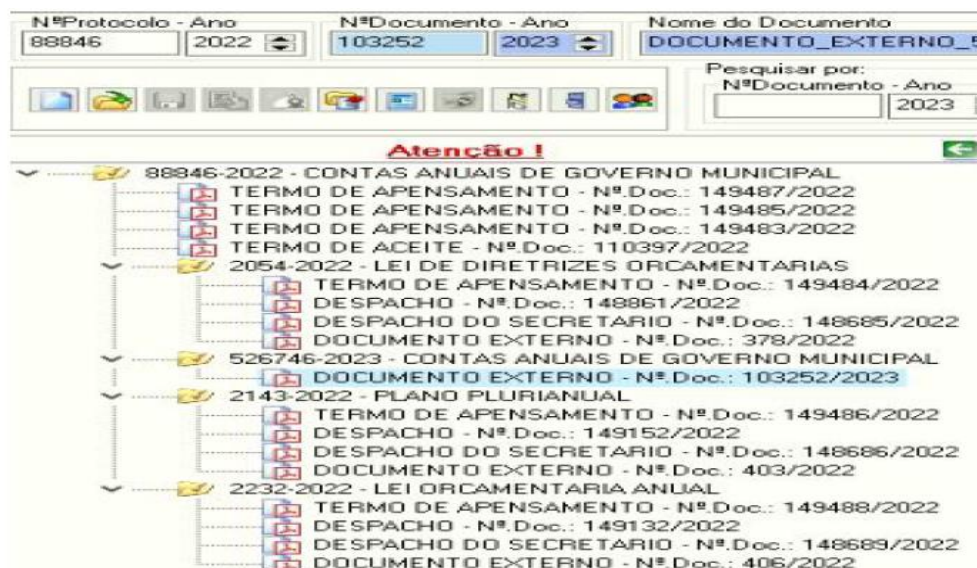 NºProtocolo - Ano
NºDocumento - Ano
Nome do Documento
88846
2022
103252
2023
DOCUMENTO_EXTERNO_5
Pesquisar por:
NºDocumento - Ano
2023
Atenção !
88846-2022 - CONTAS ANUAIS DE GOVERNO MUNICIPAL
TERMO DE APENSAMENTO - Nº.Doc.: 149487/2022
TERMO DE APENSAMENTO - Nº.Doc.: 149485/2022
TERMO DE APENSAMENTO - Nº.Doc.: 149483/2022
TERMO DE ACEITE - Nº.Doc.: 110397/2022
2054-2022 - LEI DE DIRETRIZES ORCAMENTARIAS
TERMO DE APENSAMENTO - Nº.Doc.: 149484/2022
DESPACHO - Nº.Doc.: 148861/2022
DESPACHO DO SECRETARIO - Nº.Doc.: 148685/2022
DOCUMENTO EXTERNO - Nº.Doc.: 378/2022
526746-2023 - CONTAS ANUAIS DE GOVERNO MUNICIPAL
DOCUMENTO EXTERNO - Nº.Doc.: 103252/2023
2143-2022 - PLANO PLURIANUAL
TERMO DE APENSAMENTO - Nº.Doc.: 149486/2022
DESPACHO - Nº.Doc.: 149152/2022
DESPACHO DO SECRETARIO - Nº.Doc.: 148686/2022
DOCUMENTO EXTERNO - Nº.Doc.: 403/2022
2232-2022 - LEI ORCAMENTARIA ANUAL
TERMO DE APENSAMENTO - Nº.Doc.: 149488/2022
DESPACHO - Nº.Doc.: 149132/2022
DESPACHO DO SECRETARIO - Nº.Doc.: 148689/2022
DOCUMENTO EXTERNO - Nº.Doc.: 406/2022